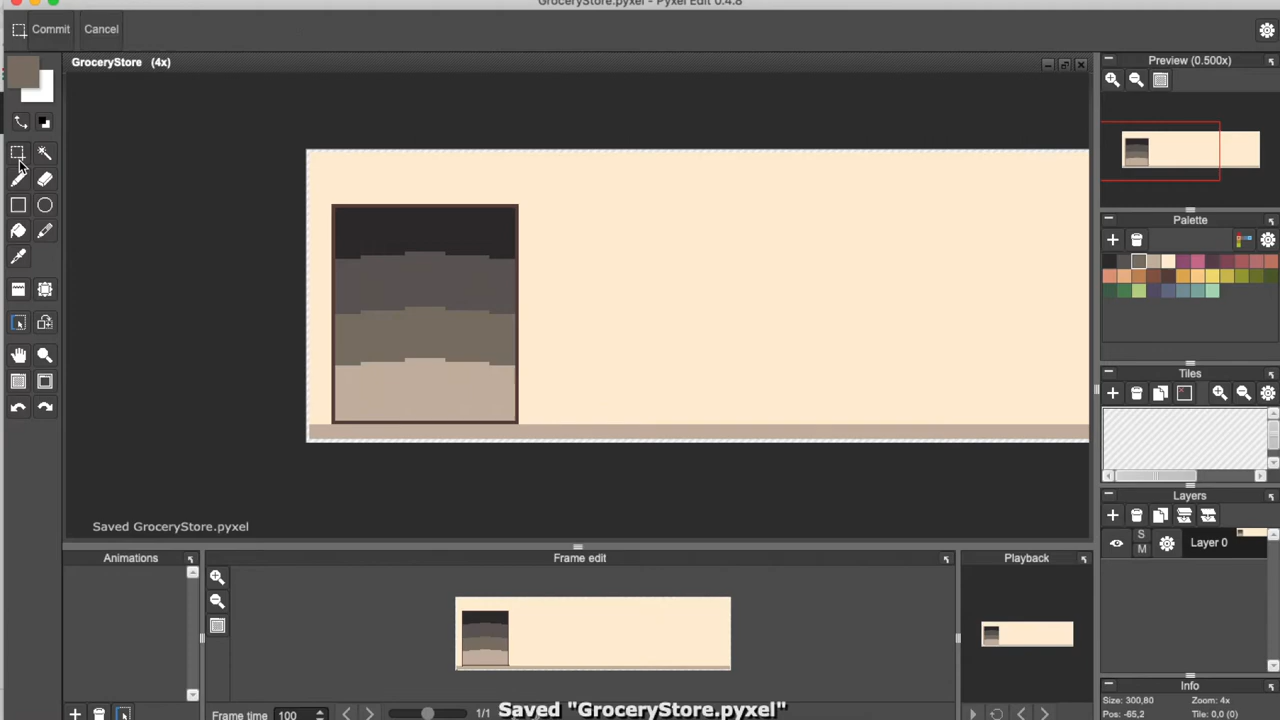 GroceryStore.pyxel - Pyxel Edit 0.4.8
Commit
Cancel
GroceryStore (4x)
Preview (0.500x)
Palette
Tiles
Saved GroceryStore.pyxel
Layers
S
M
Layer 0
Animations
Frame edit
Playback
Info
Size: 300,80
Zoom: 4x
Pos: -65,2
Tile: 0,0 (0,0)
Frame time
100
1/1
Saved "GroceryStore.pyxel"